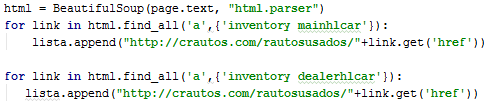 html = BeautifulSoup(page.text, "html.parser")
for link in html.find_all('a',{'inventory mainhlcar'}):
    lista.append("http://crautos.com/rautosusados/"+link.get('href'))

for link in html.find_all('a',{'inventory dealerhlcar'}):
    lista.append("http://crautos.com/rautosusados/"+link.get('href'))